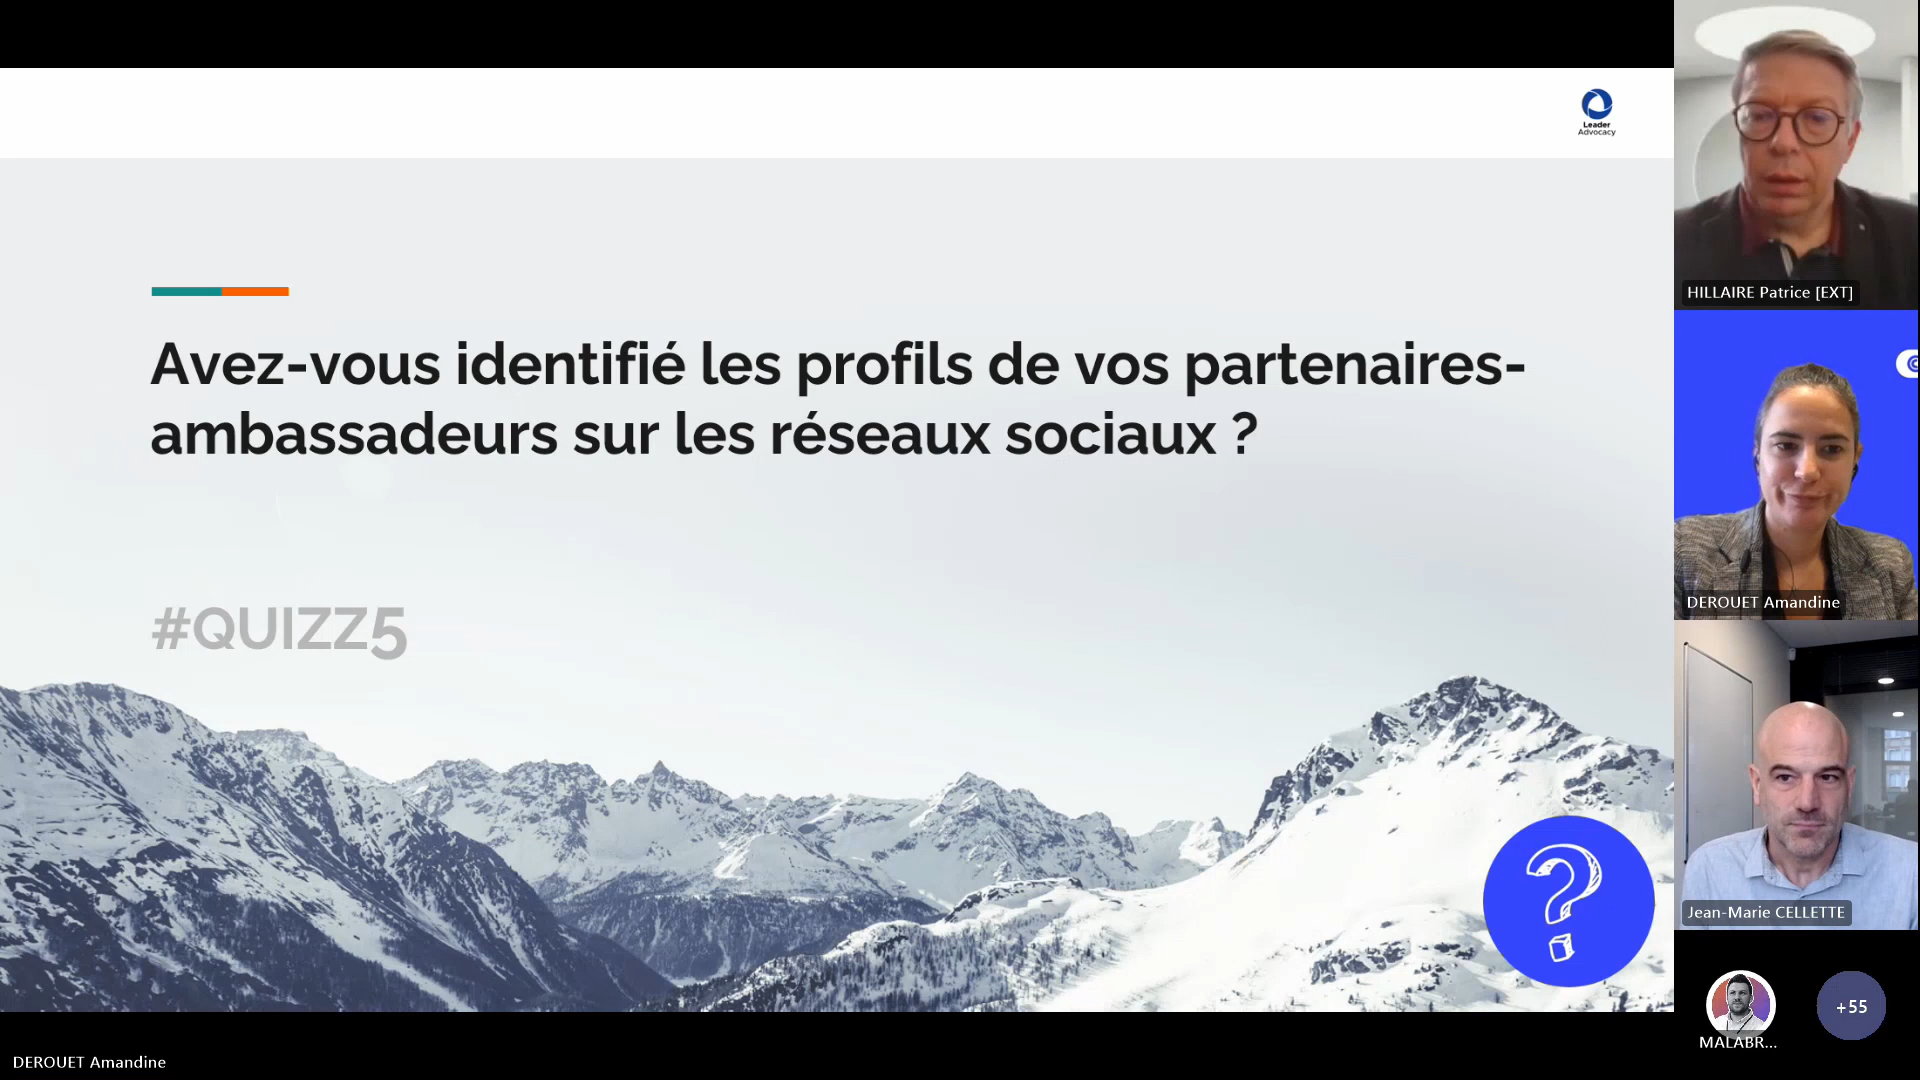 Leader
Advocacy
Avez-vous identifié les profils de vos partenaires-
ambassadeurs sur les réseaux sociaux ?
#QUIZZ5
HILLAIRE Patrice [EXT]
DEROUET Amandine
Jean-Marie CELLETTE
MALABR...
+55
DEROUET Amandine